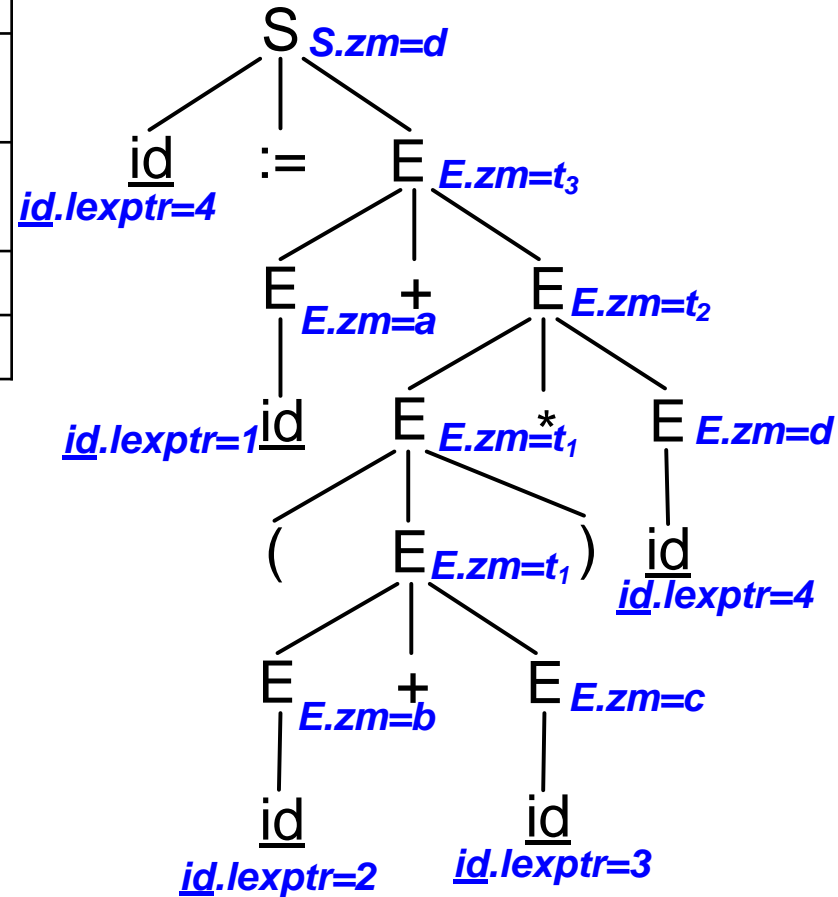 S S.zm=d
id := E E.zm=t₃
id.lexptr=4
E E.zm=a + E E.zm=t₂
id.lexptr=1 id E E.zm=t₁ * E E.zm=d
( E E.zm=t₁ ) id
id.lexptr=4
E E.zm=b + E E.zm=c
id id
id.lexptr=2 id.lexptr=3